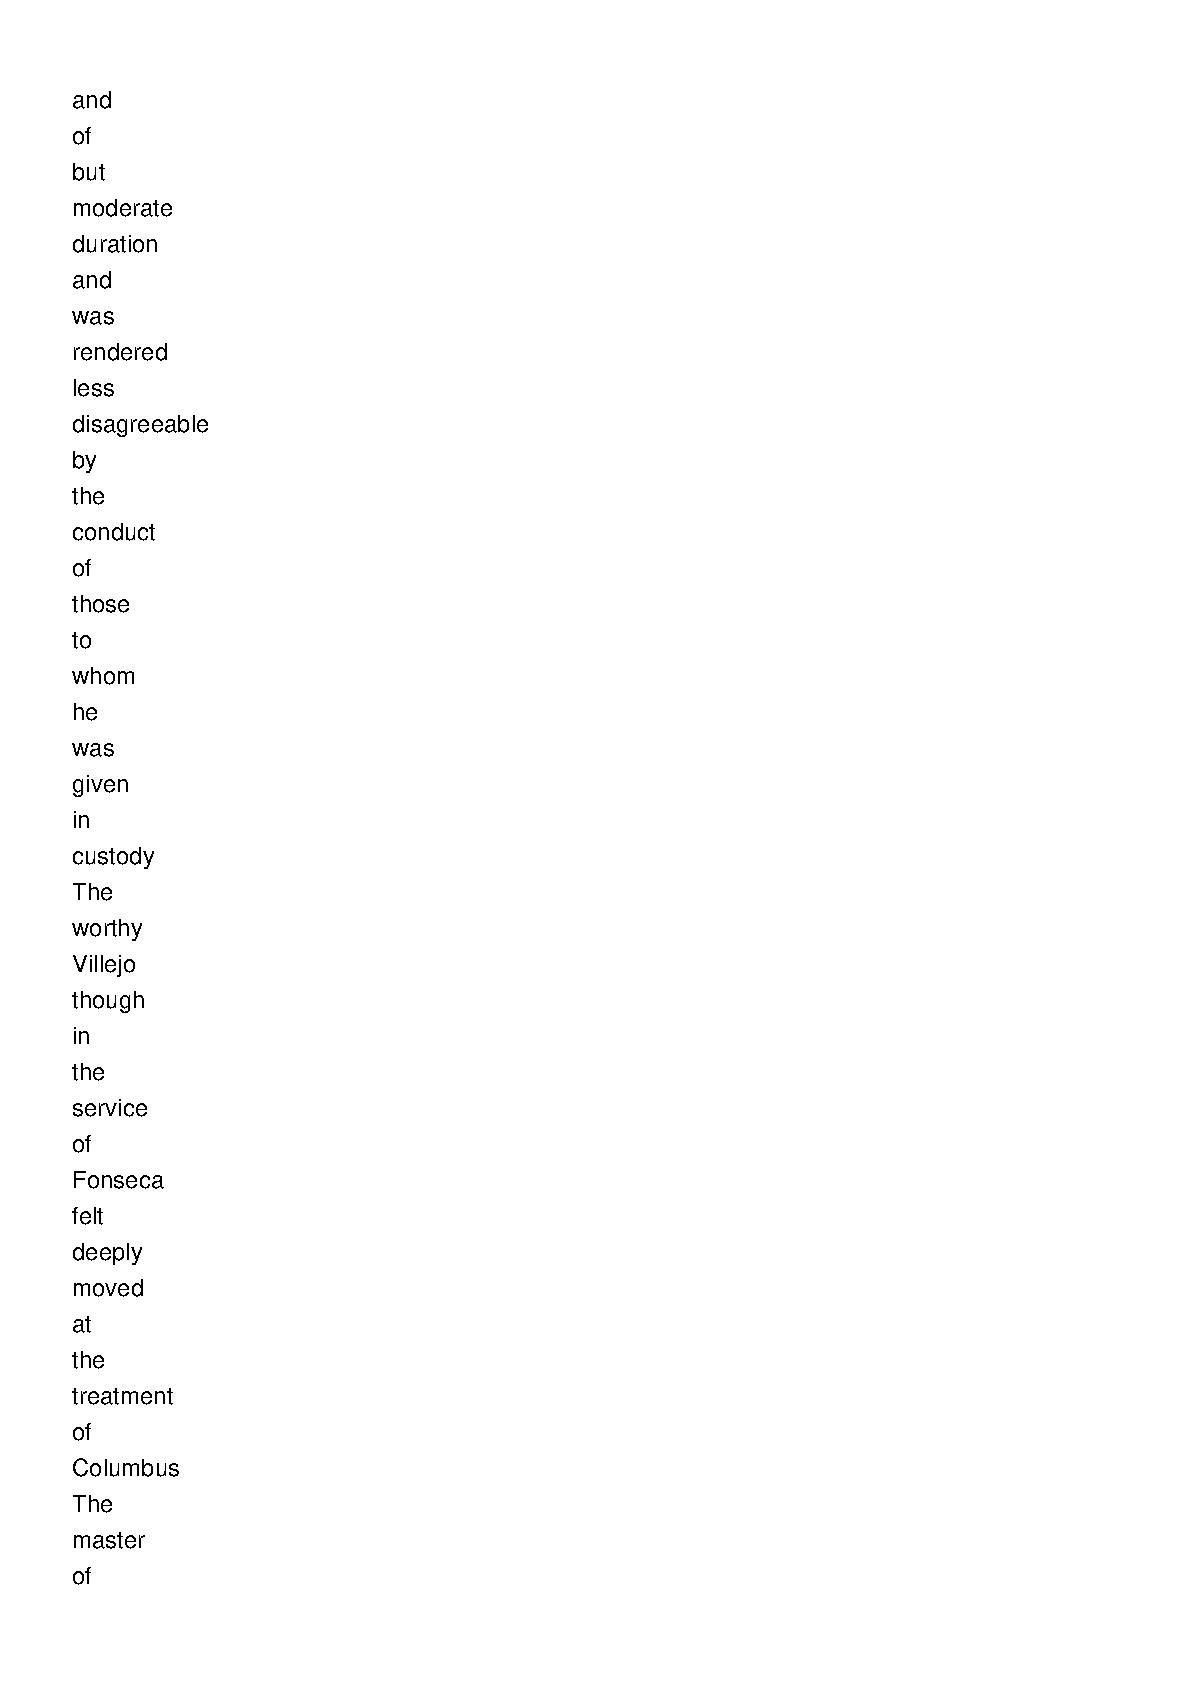 and
of
but
moderate
duration
and
was
rendered
less
disagreeable
by
the
conduct
of
those
to
whom
he
was
given
in
custody
The
worthy
Villejo
though
in
the
service
of
Fonseca
felt
deeply
moved
at
the
treatment
of
Columbus
The
master
of